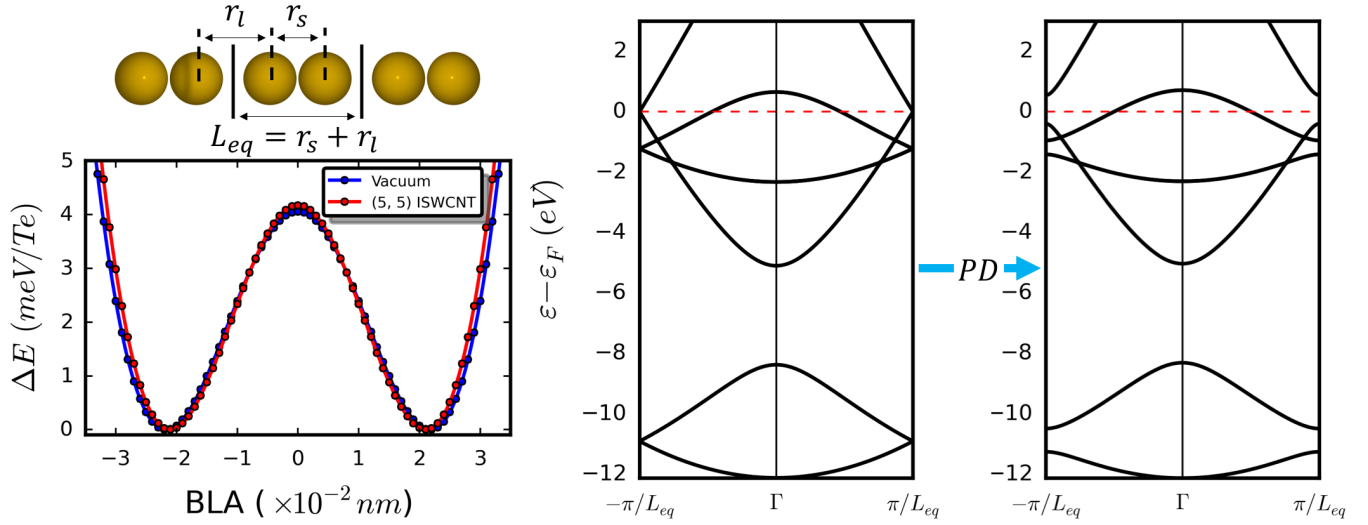 r_l r_s
L_eq = r_s + r_l
5
4
3
2
1
0
ΔE (meV/Te)
Vacuum
(5, 5) ISWCNT
−3 −2 −1 0 1 2 3
BLA ( ×10⁻² nm)
ε−ε_F (eV)
2
0
−2
−4
−6
−8
−10
−12
−π/L_eq Γ π/L_eq
PD
2
0
−2
−4
−6
−8
−10
−12
−π/L_eq Γ π/L_eq